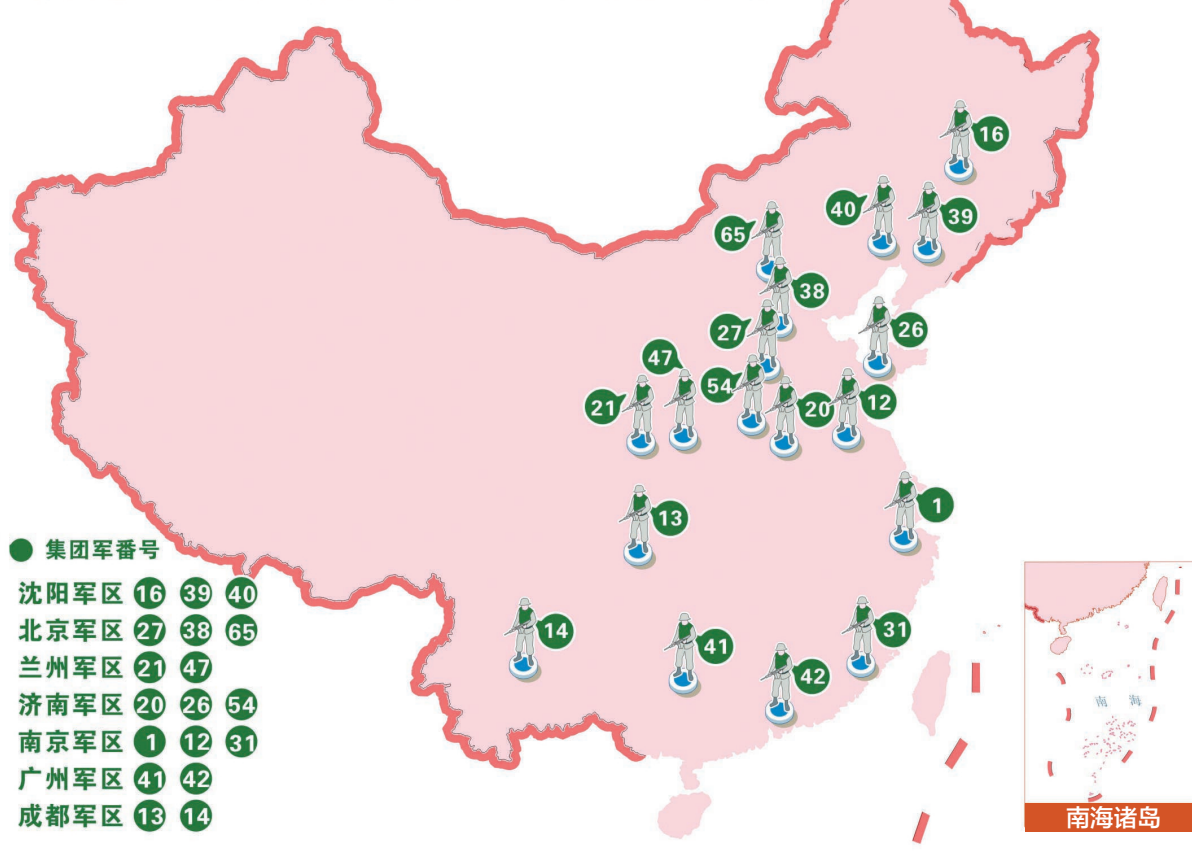 16
40
39
65
38
27
26
47
54
21
20
12
13
1
14
41
31
42
集团军番号
沈阳军区 16 39 40
北京军区 27 38 65
兰州军区 21 47
济南军区 20 26 54
南京军区 1 12 31
广州军区 41 42
成都军区 13 14
南海
南海诸岛